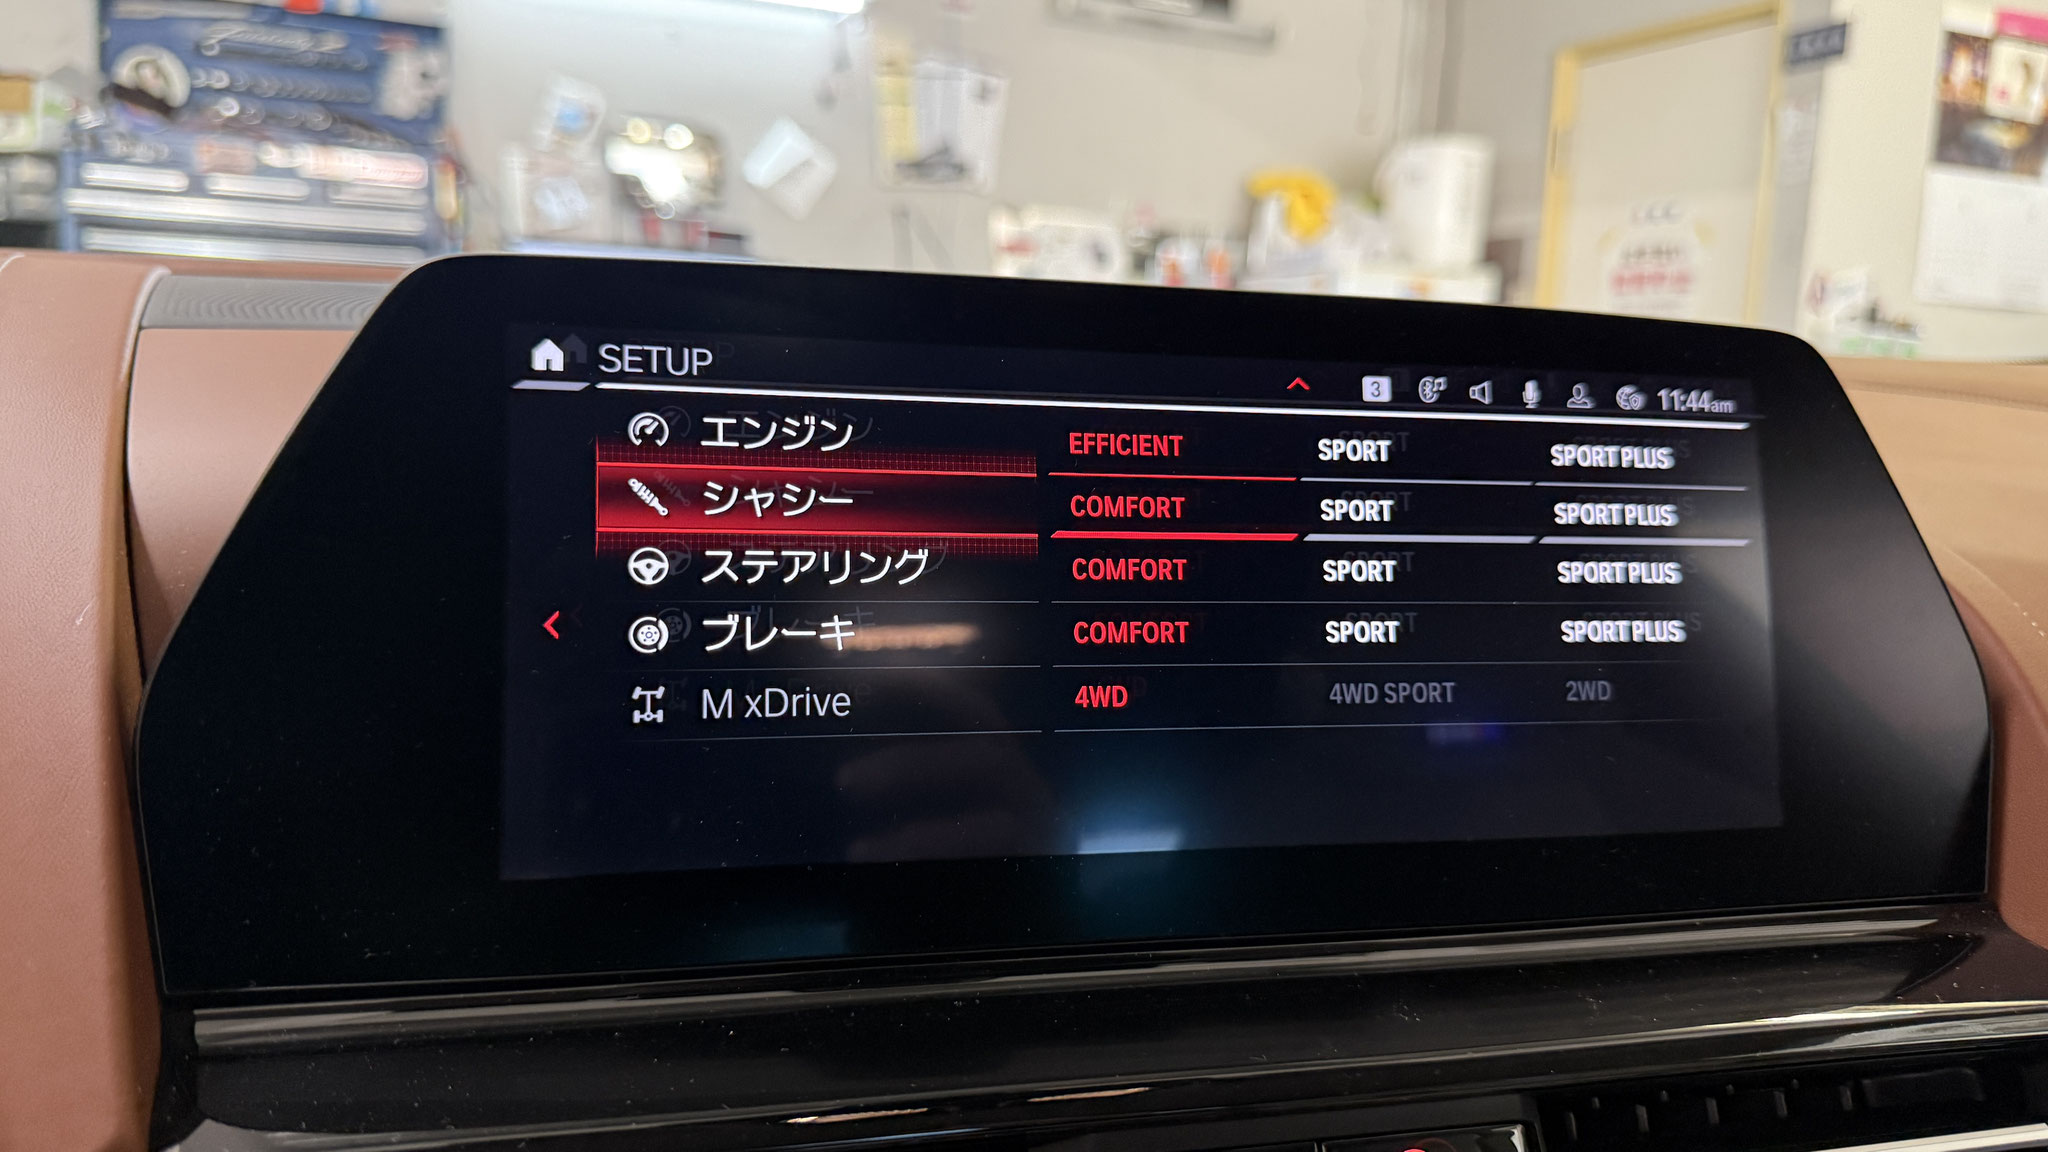 SETUP
3 11:44am
エンジン EFFICIENT SPORT SPORT PLUS
シャシー COMFORT SPORT SPORT PLUS
ステアリング COMFORT SPORT SPORT PLUS
ブレーキ COMFORT SPORT SPORT PLUS
M xDrive 4WD 4WD SPORT 2WD